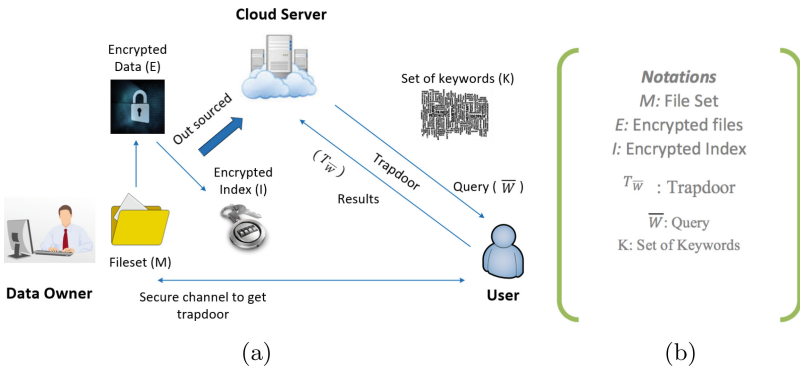 Cloud Server
Encrypted
Data (E)
Set of keywords (K)
Out sourced
Encrypted
Index (I)
(T_W̅)
Trapdoor
Results
Query ( W̅ )
Fileset (M)
Data Owner
Secure channel to get
trapdoor
User
(a)
Notations
M: File Set
E: Encrypted files
I: Encrypted Index
T_W̅ : Trapdoor
W̅: Query
K: Set of Keywords
(b)